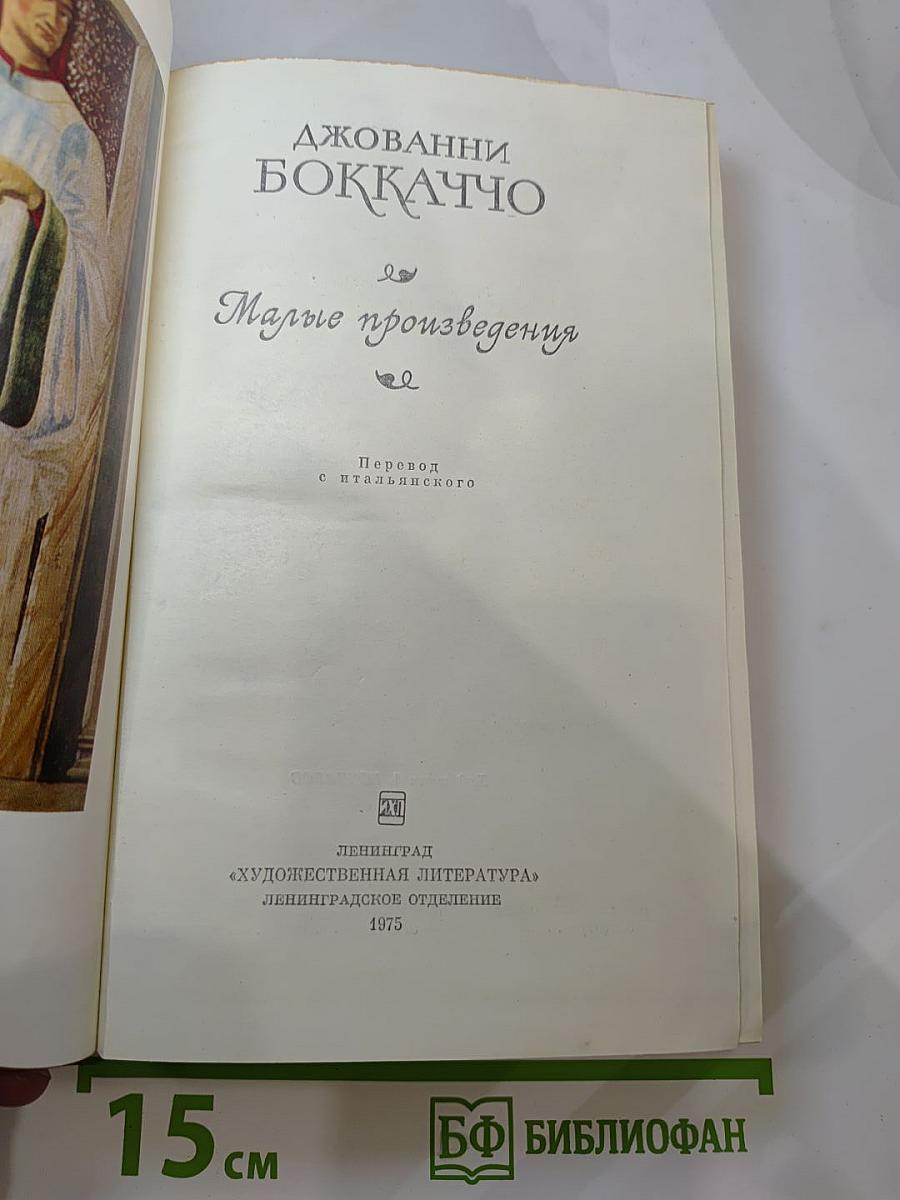 ДЖОВАННИ
БОККАЧЧО
Малые произведения
Перевод
с итальянского
ЛЕНИНГРАД
«ХУДОЖЕСТВЕННАЯ ЛИТЕРАТУРА»
ЛЕНИНГРАДСКОЕ ОТДЕЛЕНИЕ
1975
15 см
БФ БИБЛИОФАН